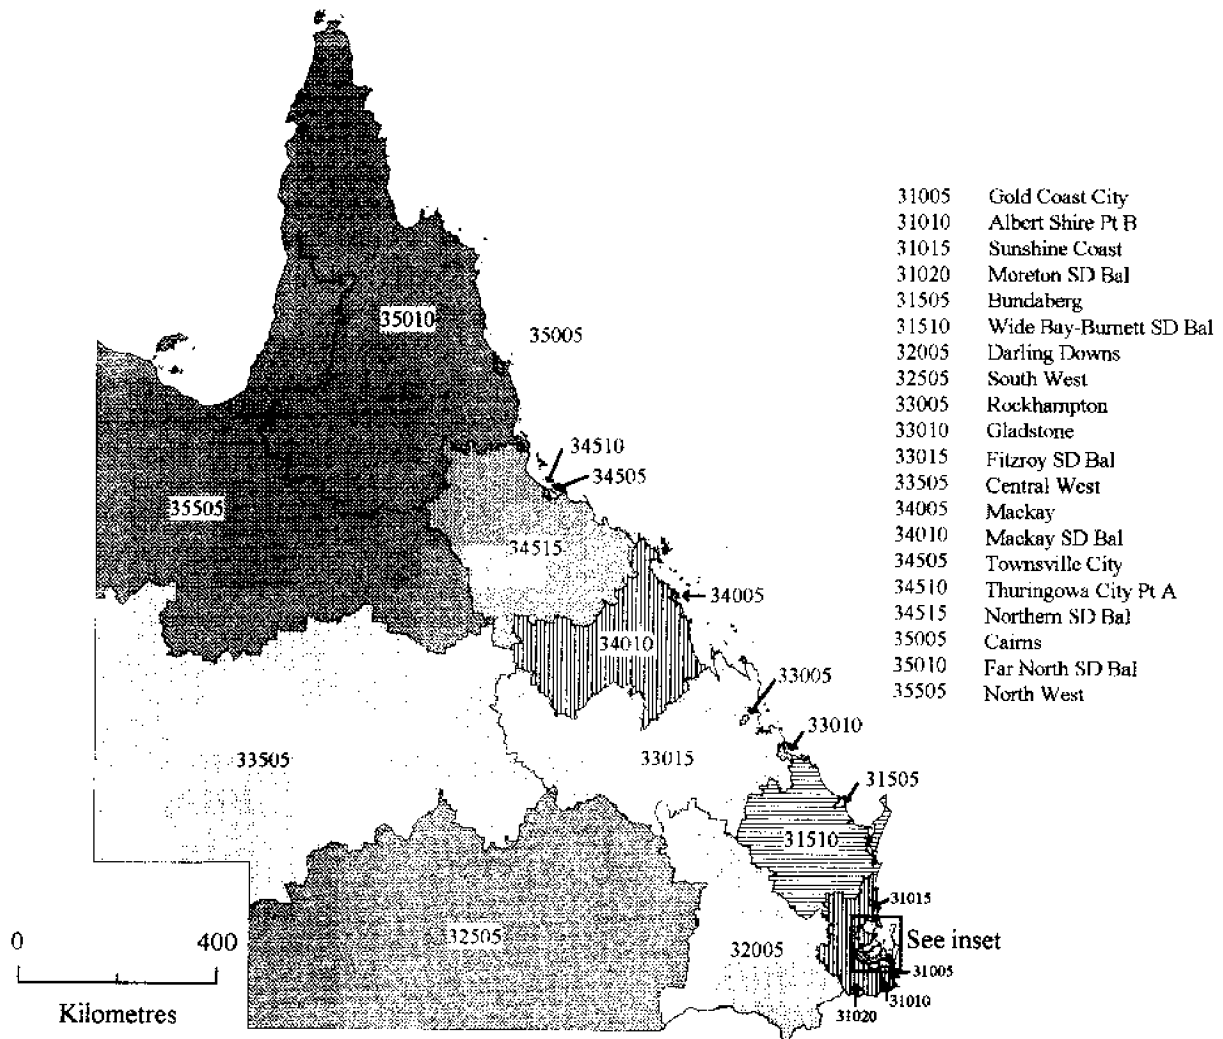 31005 Gold Coast City
31010 Albert Shire Pt B
31015 Sunshine Coast
31020 Moreton SD Bal
31505 Bundaberg
31510 Wide Bay-Burnett SD Bal
32005 Darling Downs
32505 South West
33005 Rockhampton
33010 Gladstone
33015 Fitzroy SD Bal
33505 Central West
34005 Mackay
34010 Mackay SD Bal
34505 Townsville City
34510 Thuringowa City Pt A
34515 Northern SD Bal
35005 Cairns
35010 Far North SD Bal
35505 North West
35010
35005
34510
34505
35505
34515
34005
34010
33005
33010
33505
33015
31505
31510
31015
32505
32005
See inset
31005
31010
31020
0 400
Kilometres